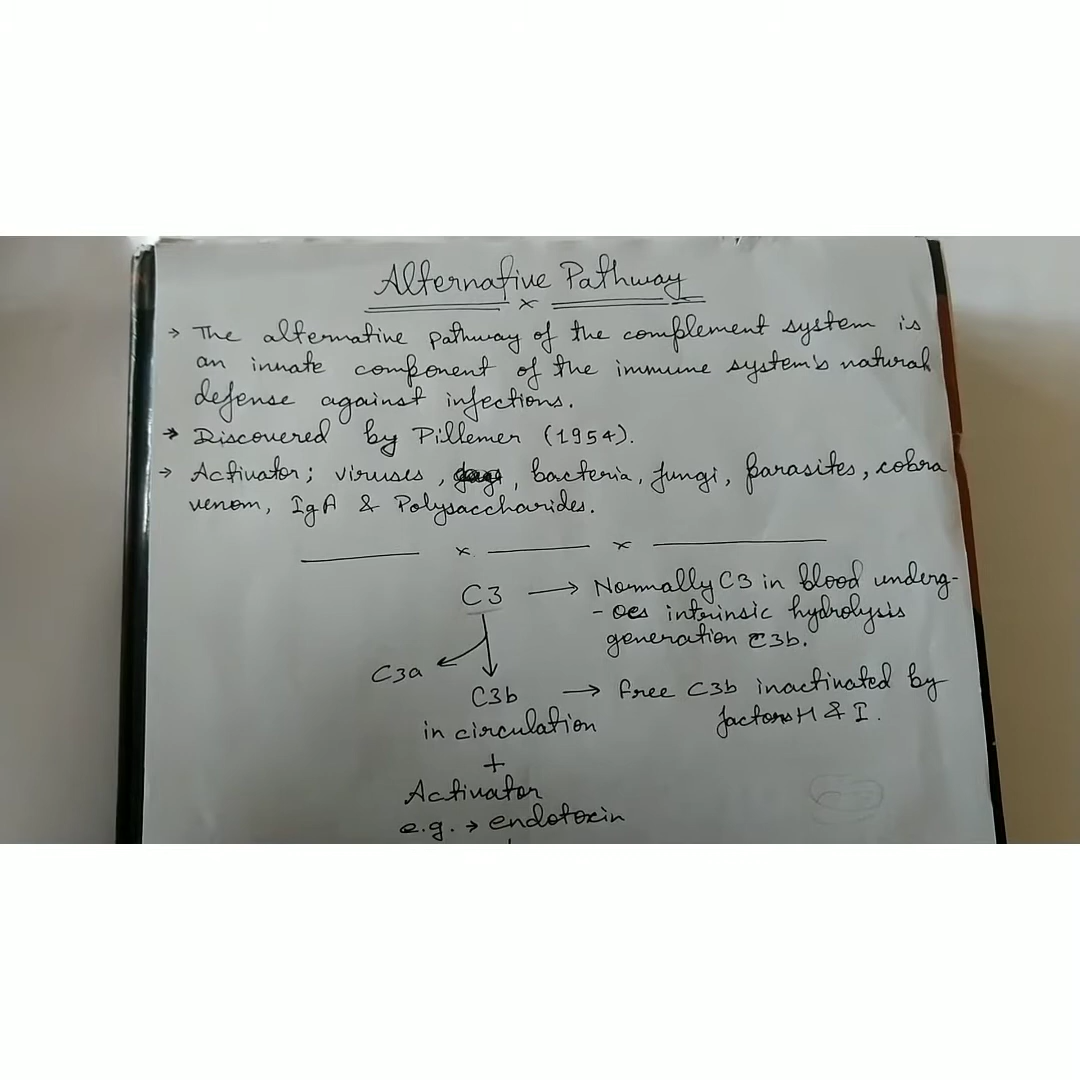 Alternative Pathway
→ The alternative pathway of the complement system is
an innate component of the immune system's natural
defense against infections.
→ Discovered by Pillemer (1954).
→ Activator; viruses, , bacteria, fungi, parasites, cobra
venom, IgA & Polysaccharides.
C3 → Normally C3 in blood underg-
-oes intrinsic hydrolysis
generation C3b.
C3a
C3b → free C3b inactivated by
in circulation factors H & I.
+
Activator
e.g. → endotoxin